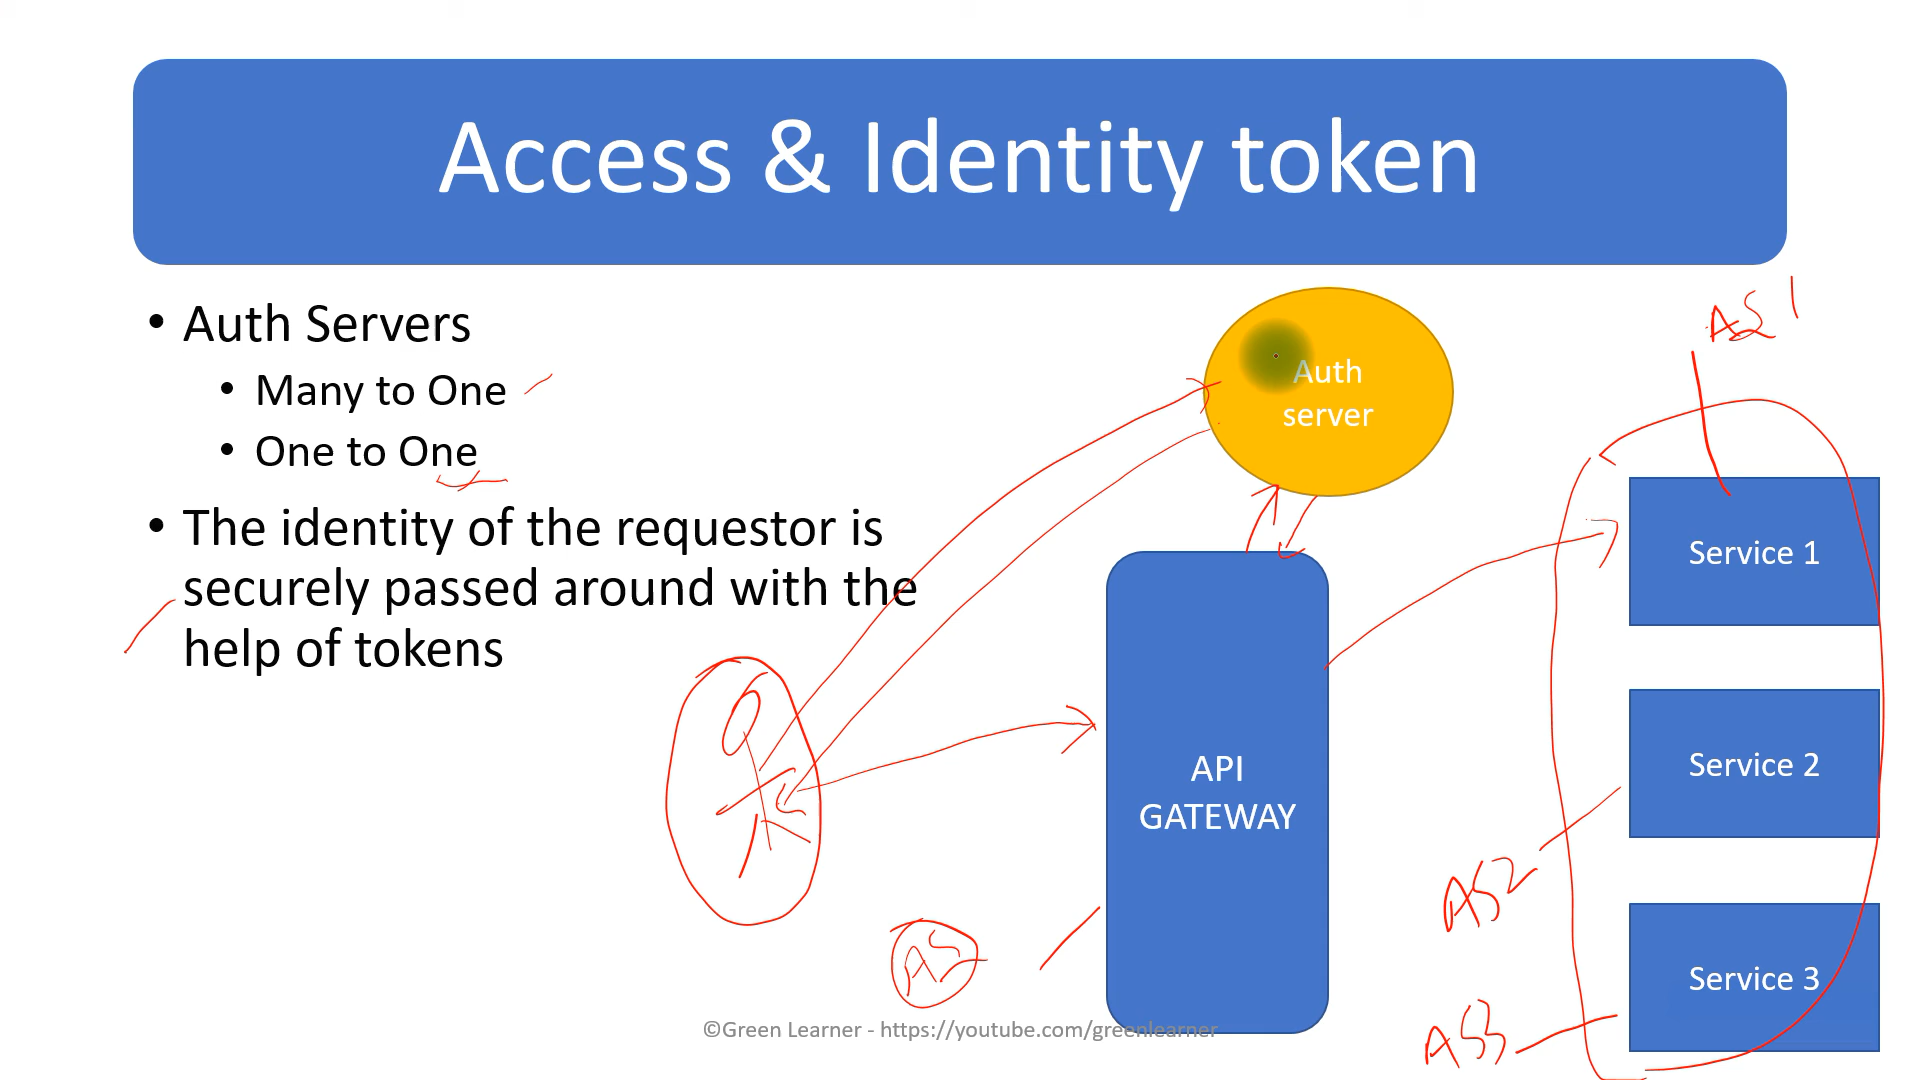 Access & Identity token
• Auth Servers
• Many to One
• One to One
• The identity of the requestor is
securely passed around with the
help of tokens
Auth
server
AS1
Service 1
API
GATEWAY
Service 2
AS2
AS
Service 3
AS3
©Green Learner - https://youtube.com/greenlearner